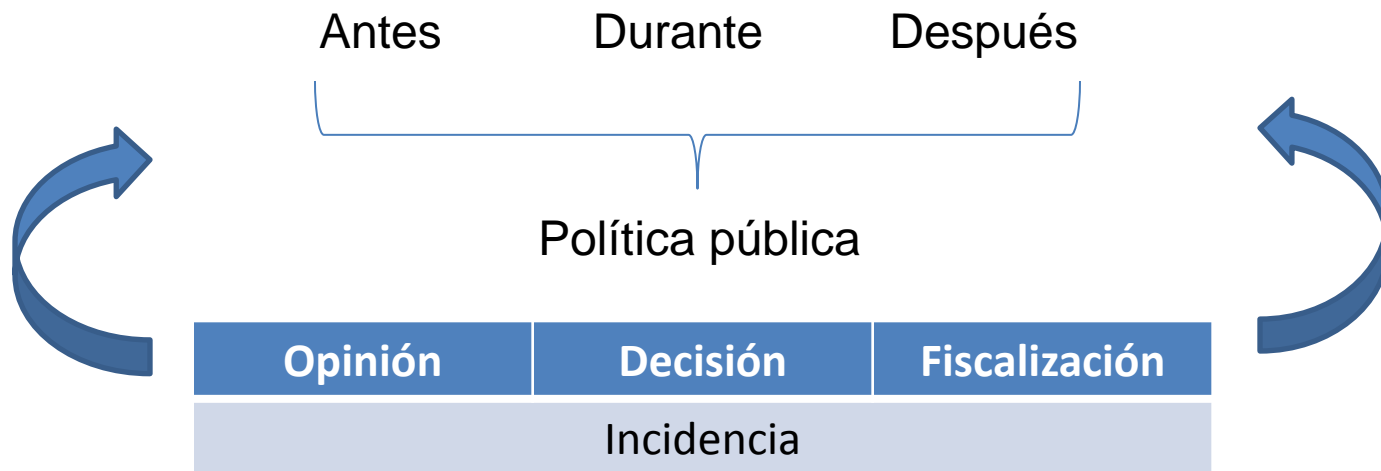 Antes Durante Después
Política pública
Opinión Decisión Fiscalización
Incidencia